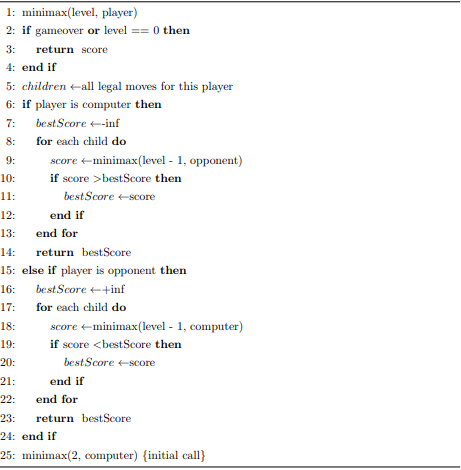 1: minimax(level, player)
2: if gameover or level == 0 then
3: return score
4: end if
5: children ←all legal moves for this player
6: if player is computer then
7: bestScore ←-inf
8: for each child do
9: score ←minimax(level - 1, opponent)
10: if score >bestScore then
11: bestScore ←score
12: end if
13: end for
14: return bestScore
15: else if player is opponent then
16: bestScore ←+inf
17: for each child do
18: score ←minimax(level - 1, computer)
19: if score <bestScore then
20: bestScore ←score
21: end if
22: end for
23: return bestScore
24: end if
25: minimax(2, computer) {initial call}